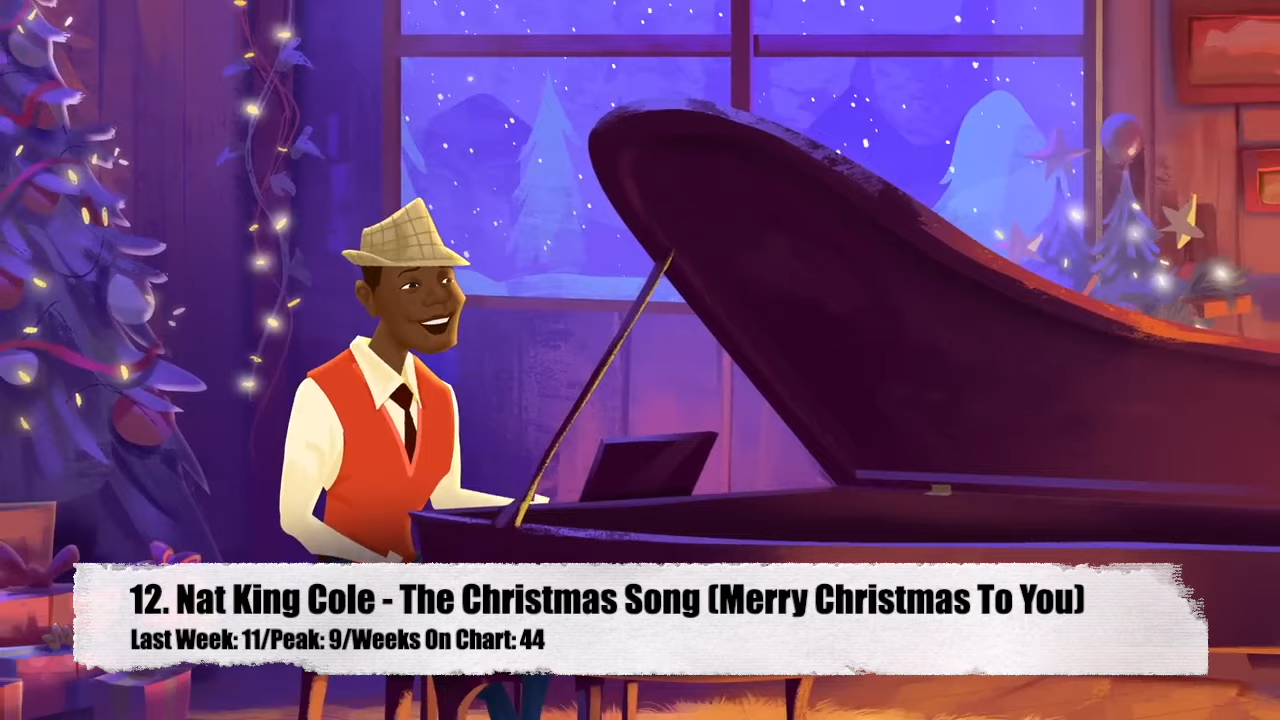 12. Nat King Cole - The Christmas Song (Merry Christmas To You)
Last Week: 11/Peak: 9/Weeks On Chart: 44